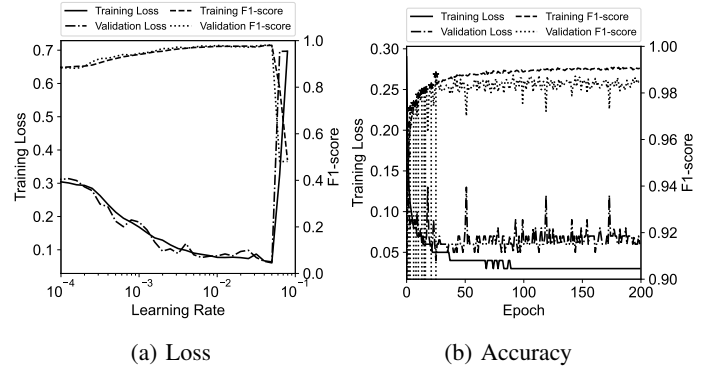 Training Loss Training F1-score
Validation Loss Validation F1-score
0.7
0.6
0.5
0.4
0.3
0.2
0.1
Training Loss
1.0
0.8
0.6
0.4
0.2
0.0
F1-score
10⁻⁴ 10⁻³ 10⁻² 10⁻¹
Learning Rate
(a) Loss
Training Loss Training F1-score
Validation Loss Validation F1-score
0.30
0.25
0.20
0.15
0.10
0.05
Training Loss
1.00
0.98
0.96
0.94
0.92
0.90
F1-score
0 50 100 150 200
Epoch
(b) Accuracy